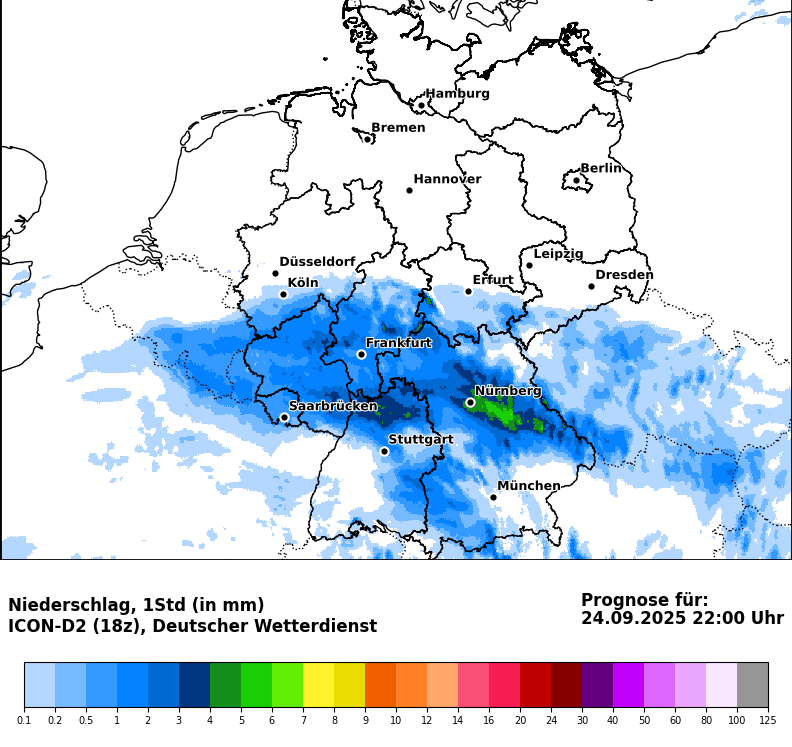 Hamburg
Bremen
Berlin
Hannover
Leipzig
Düsseldorf
Dresden
Köln
Erfurt
Frankfurt
Nürnberg
Saarbrücken
Stuttgart
München
Niederschlag, 1Std (in mm)
ICON-D2 (18z), Deutscher Wetterdienst
Prognose für:
24.09.2025 22:00 Uhr
0.1 0.2 0.5 1 2 3 4 5 6 7 8 9 10 12 14 16 20 24 30 40 50 60 80 100 125